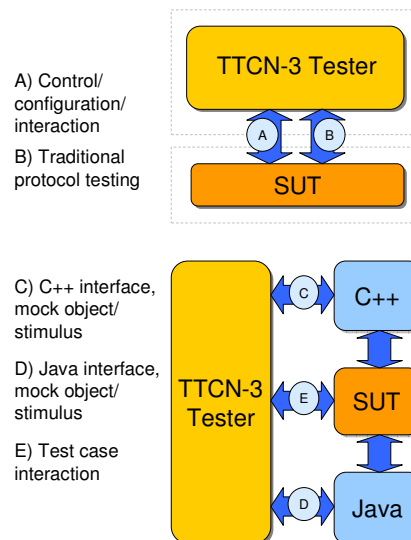 TTCN-3 Tester
A) Control/
configuration/
interaction
A
B
B) Traditional
protocol testing
SUT
C) C++ interface,
mock object/
stimulus
C
C++
D) Java interface,
mock object/
stimulus
TTCN-3
Tester
E
SUT
E) Test case
interaction
D
Java